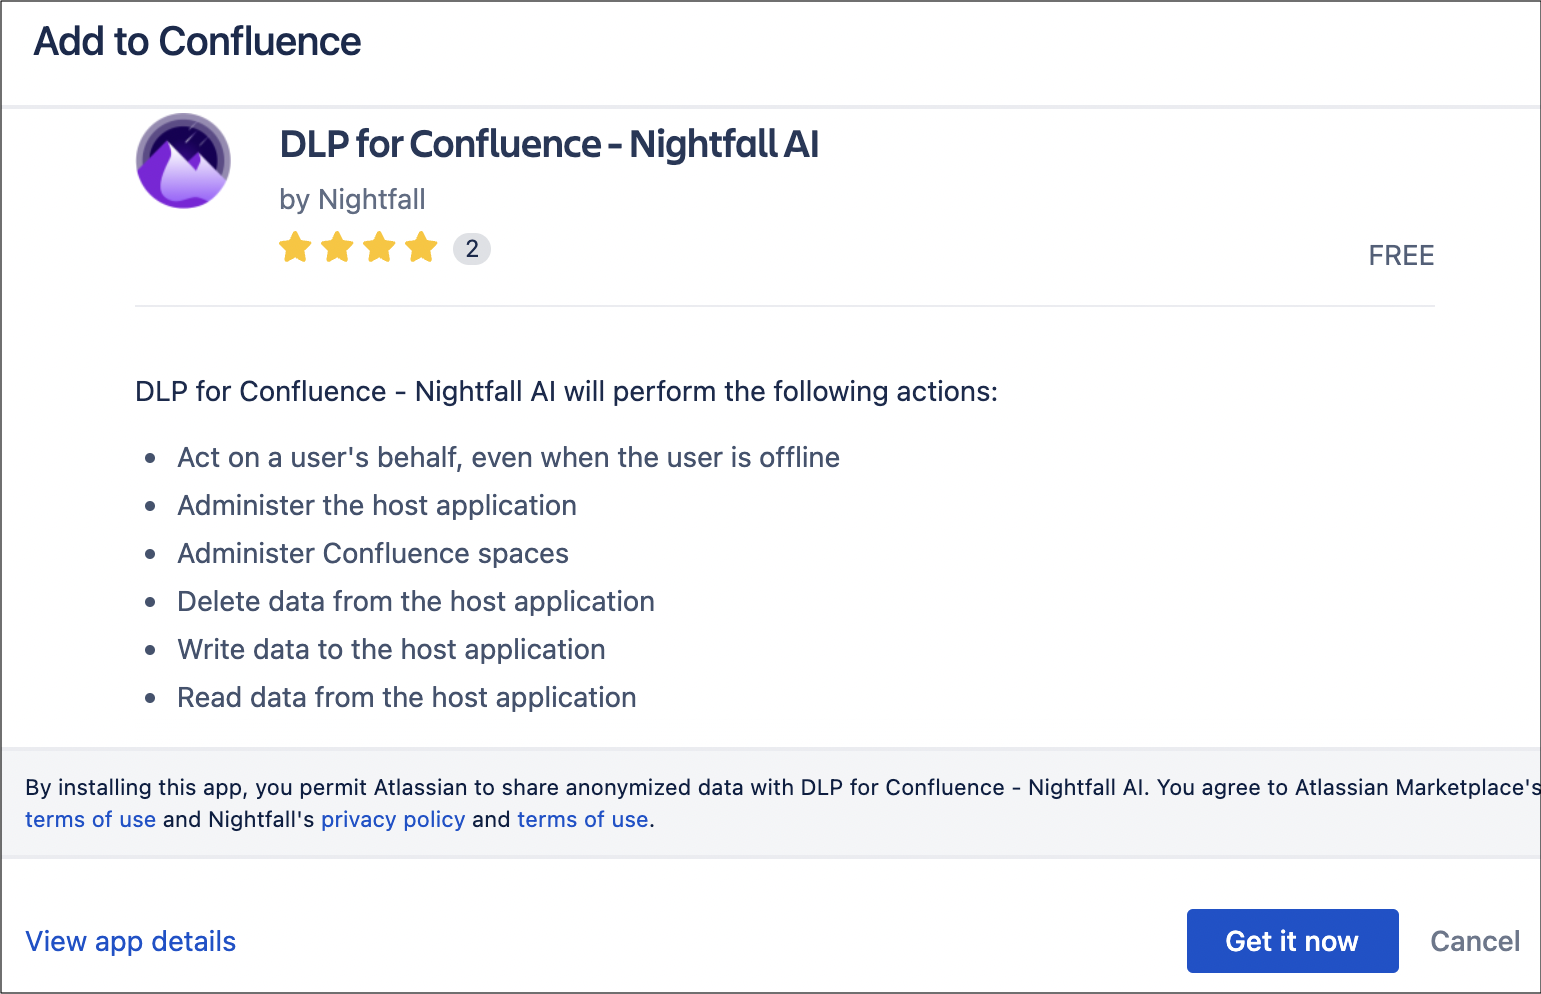 Add to Confluence
DLP for Confluence - Nightfall AI
by Nightfall
2
FREE
DLP for Confluence - Nightfall AI will perform the following actions:
• Act on a user's behalf, even when the user is offline
• Administer the host application
• Administer Confluence spaces
• Delete data from the host application
• Write data to the host application
• Read data from the host application
By installing this app, you permit Atlassian to share anonymized data with DLP for Confluence - Nightfall AI. You agree to Atlassian Marketplace's
terms of use and Nightfall's privacy policy and terms of use.
View app details
Get it now
Cancel